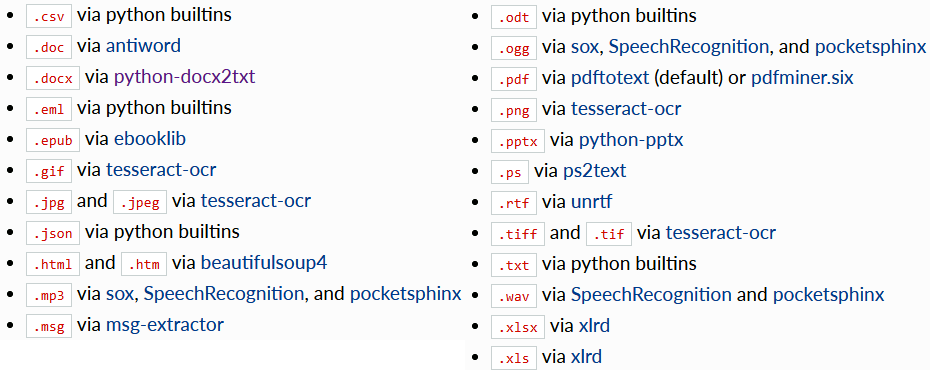 .csv via python builtins
.doc via antiword
.docx via python-docx2txt
.eml via python builtins
.epub via ebooklib
.gif via tesseract-ocr
.jpg and .jpeg via tesseract-ocr
.json via python builtins
.html and .htm via beautifulsoup4
.mp3 via sox, SpeechRecognition, and pocketsphinx
.msg via msg-extractor
.odt via python builtins
.ogg via sox, SpeechRecognition, and pocketsphinx
.pdf via pdftotext (default) or pdfminer.six
.png via tesseract-ocr
.pptx via python-pptx
.ps via ps2text
.rtf via unrtf
.tiff and .tif via tesseract-ocr
.txt via python builtins
.wav via SpeechRecognition and pocketsphinx
.xlsx via xlrd
.xls via xlrd